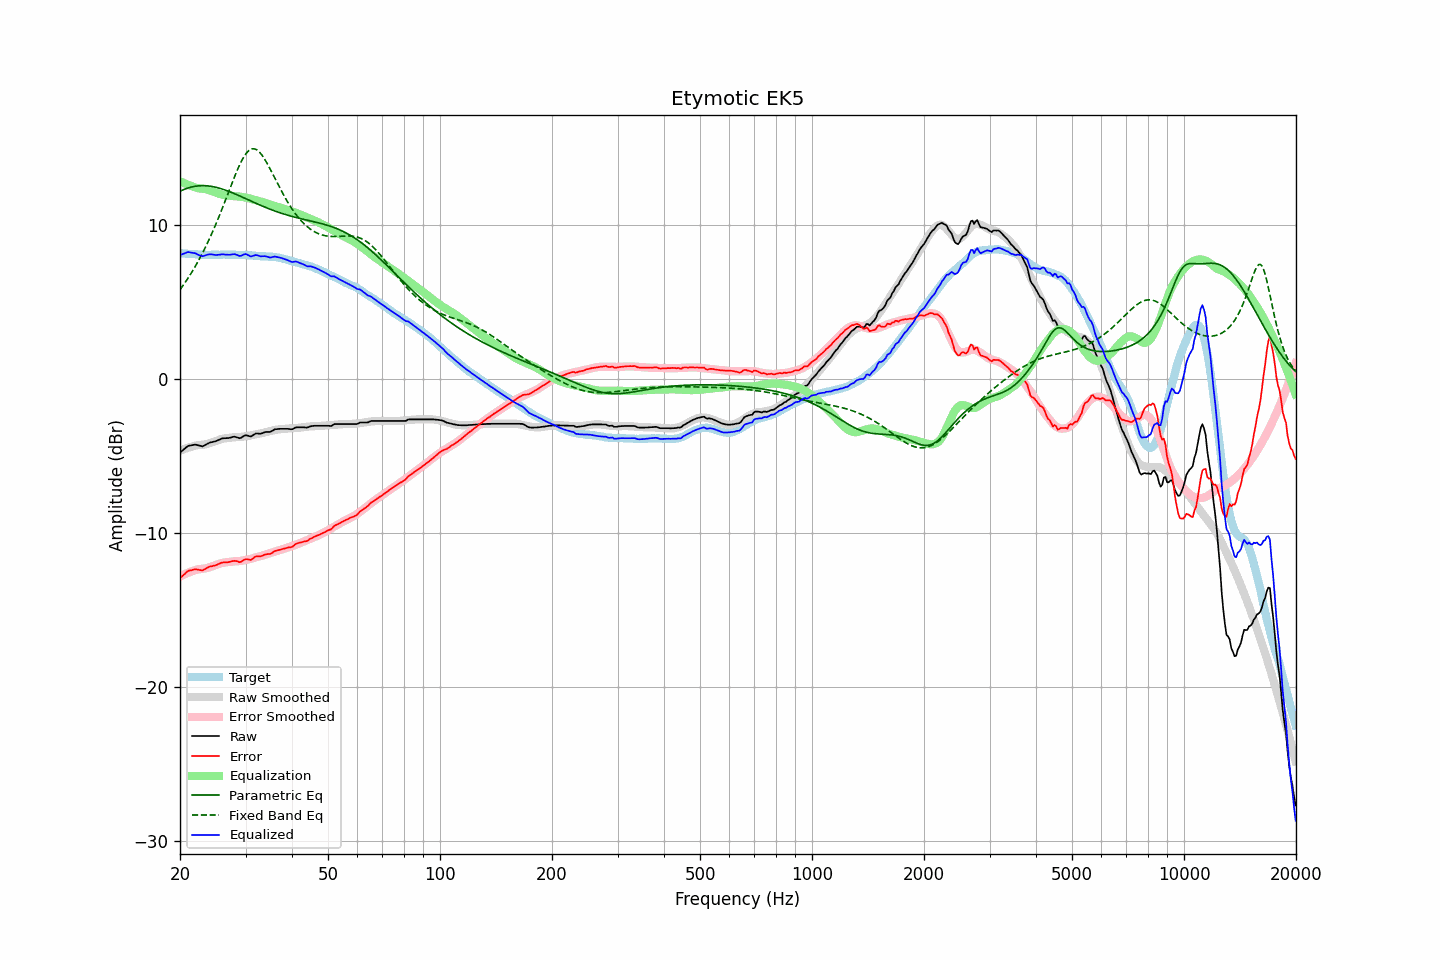 Etymotic EK5
Amplitude (dBr)
10
0
−10
−20
−30
Target
Raw Smoothed
Error Smoothed
Raw
Error
Equalization
Parametric Eq
Fixed Band Eq
Equalized
20 50 100 200 500 1000 2000 5000 10000 20000
Frequency (Hz)